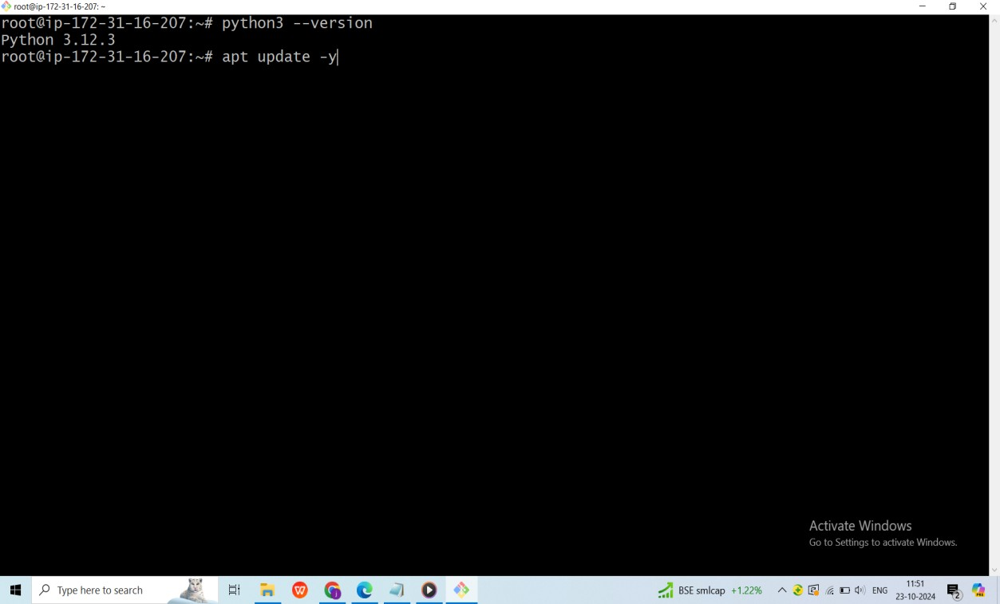 root@ip-172-31-16-207: ~
root@ip-172-31-16-207:~# python3 --version
Python 3.12.3
root@ip-172-31-16-207:~# apt update -y
Activate Windows
Go to Settings to activate Windows.
Type here to search
W
BSE smlcap +1.22%
ENG
11:51
23-10-2024
2